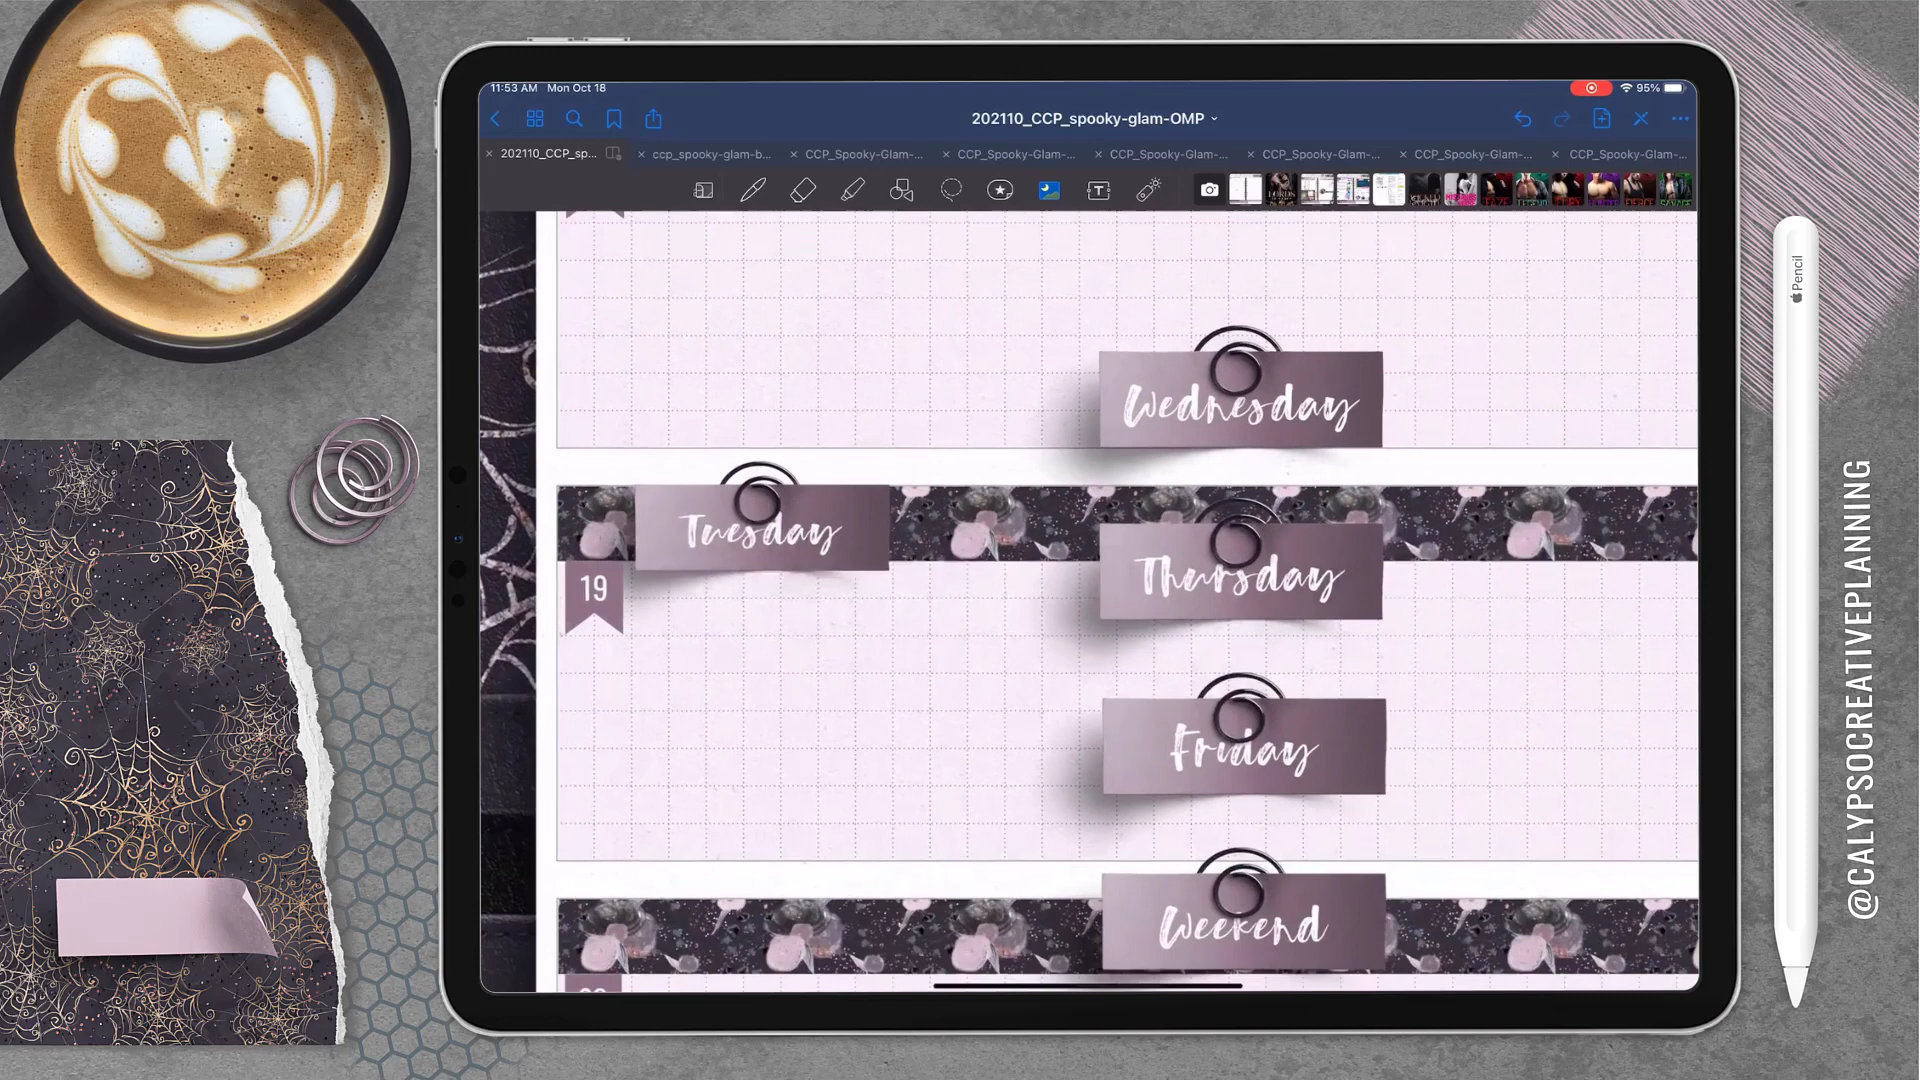 11:53 AM Mon Oct 18
95%
202110_CCP_spooky-glam-OMP
202110_CCP_sp...
ccp_spooky-glam-b...
CCP_Spooky-Glam-...
CCP_Spooky-Glam-...
CCP_Spooky-Glam-...
CCP_Spooky-Glam-...
CCP_Spooky-Glam-...
CCP_Spooky-Glam-...
Wednesday
Tuesday
19
Thursday
Friday
Weekend
Pencil
@CALYPSOCREATIVEPLANNING